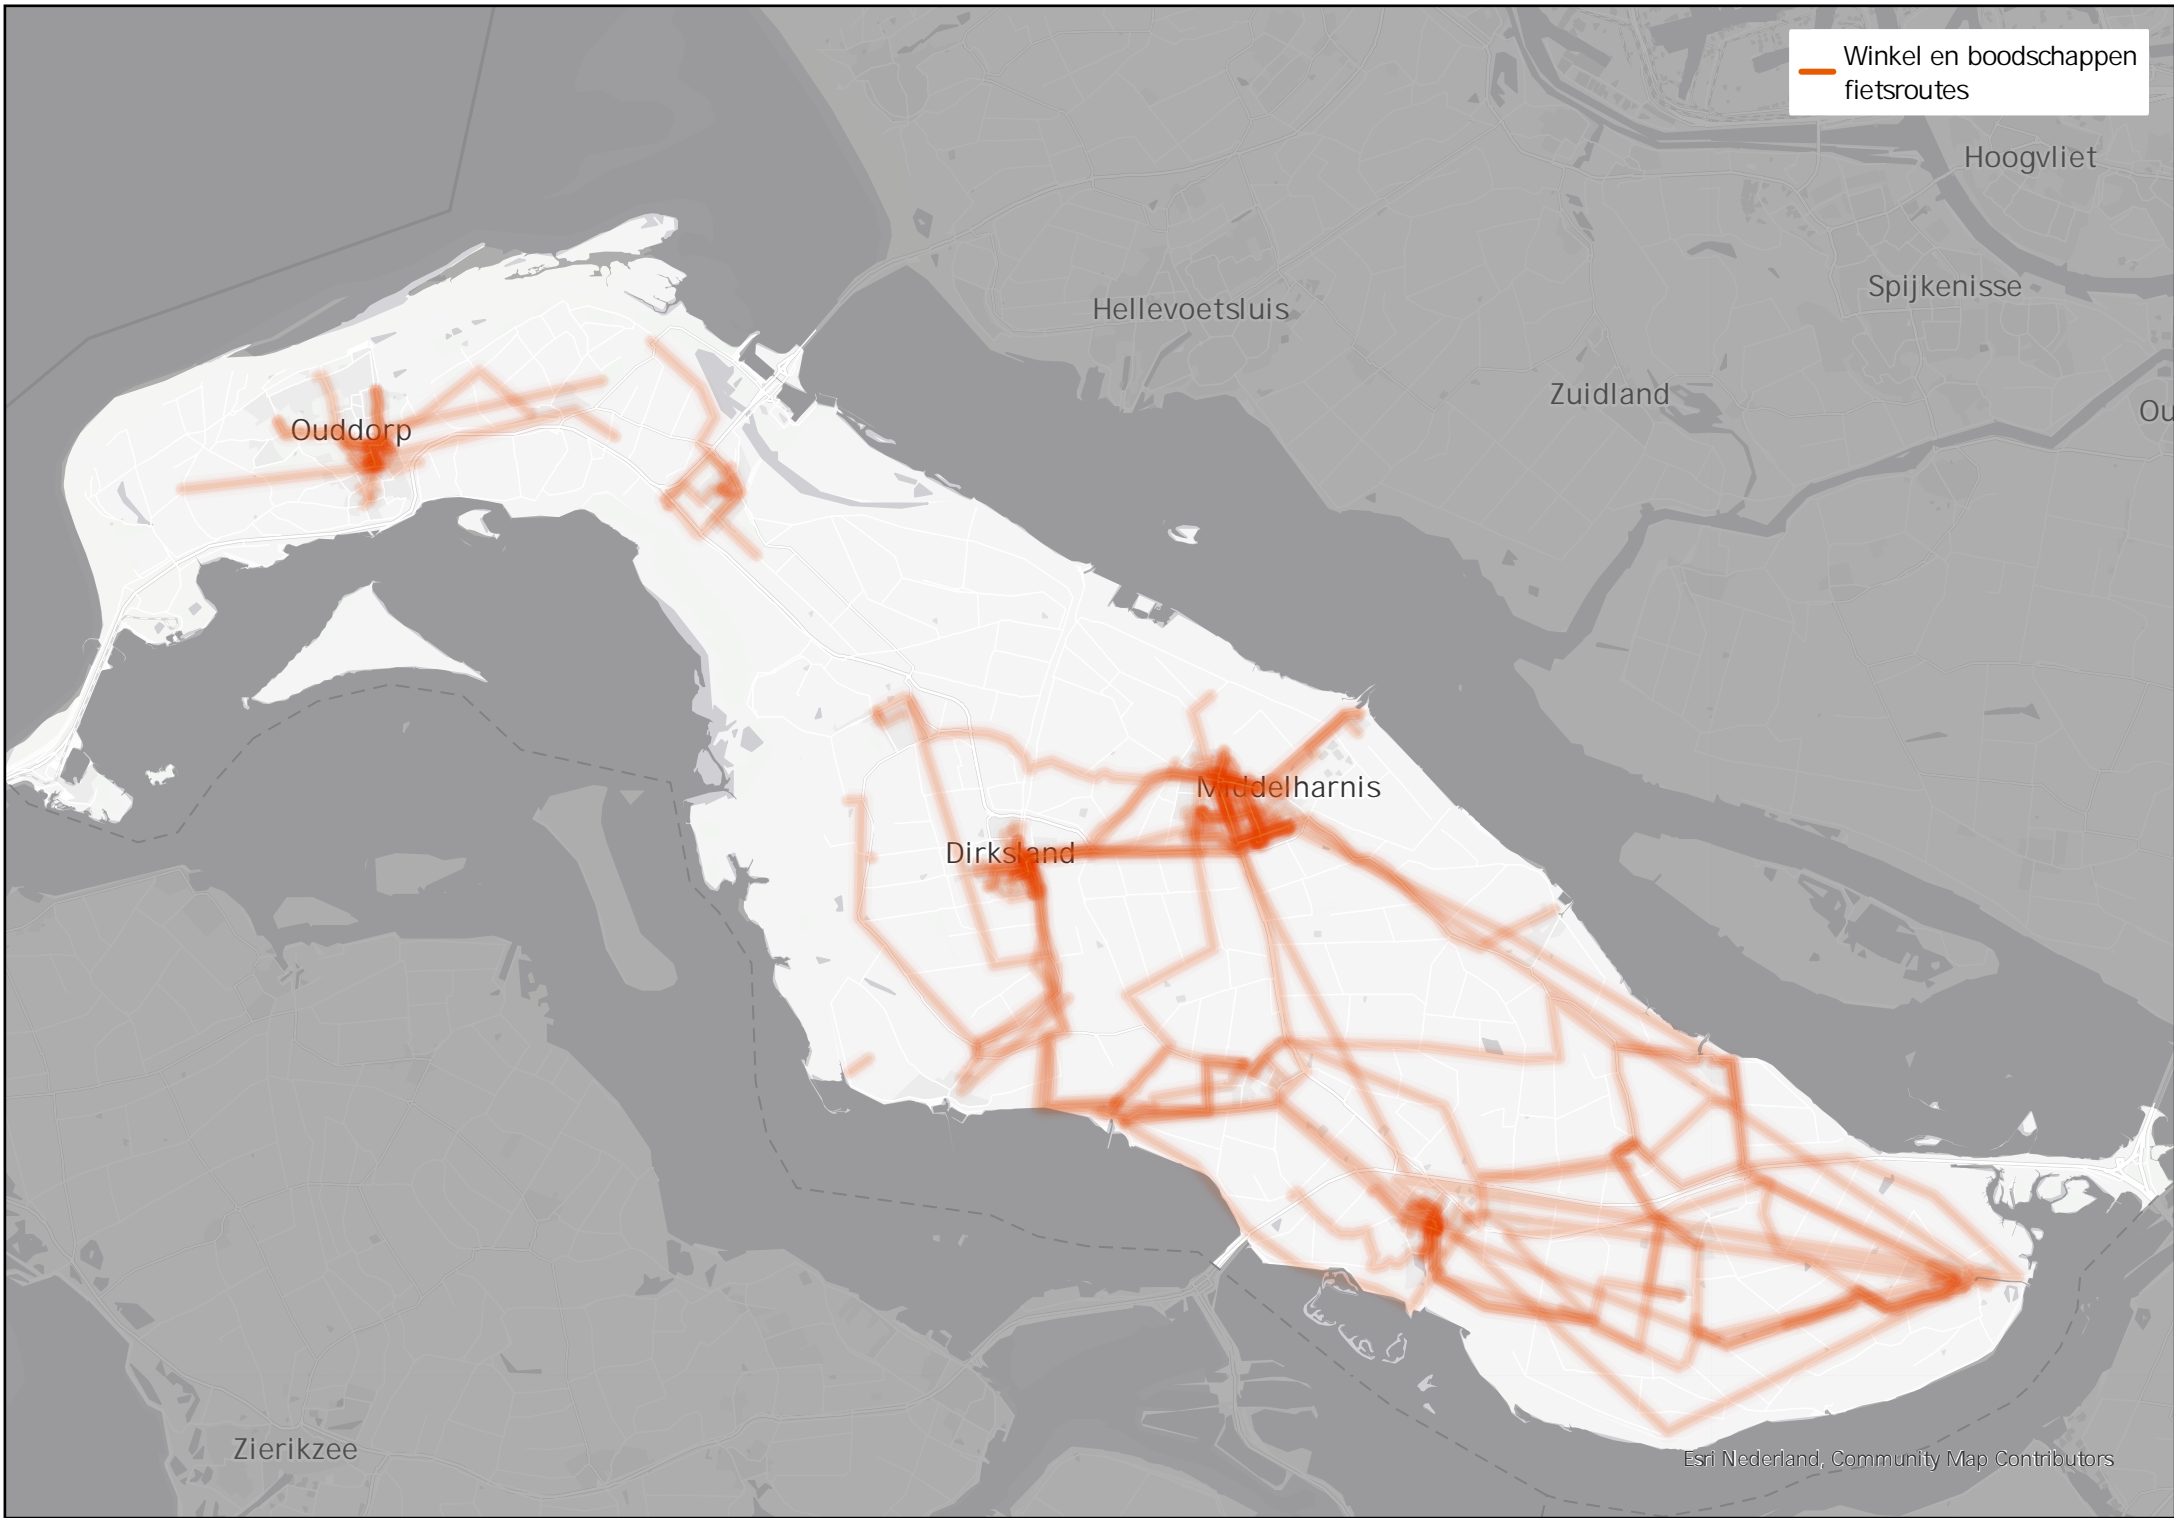 Winkel en boodschappen
fietsroutes
Hoogvliet
Spijkenisse
Hellevoetsluis
Zuidland
Ou
Ouddorp
Middelharnis
Dirksland
Zierikzee
Esri Nederland, Community Map Contributors